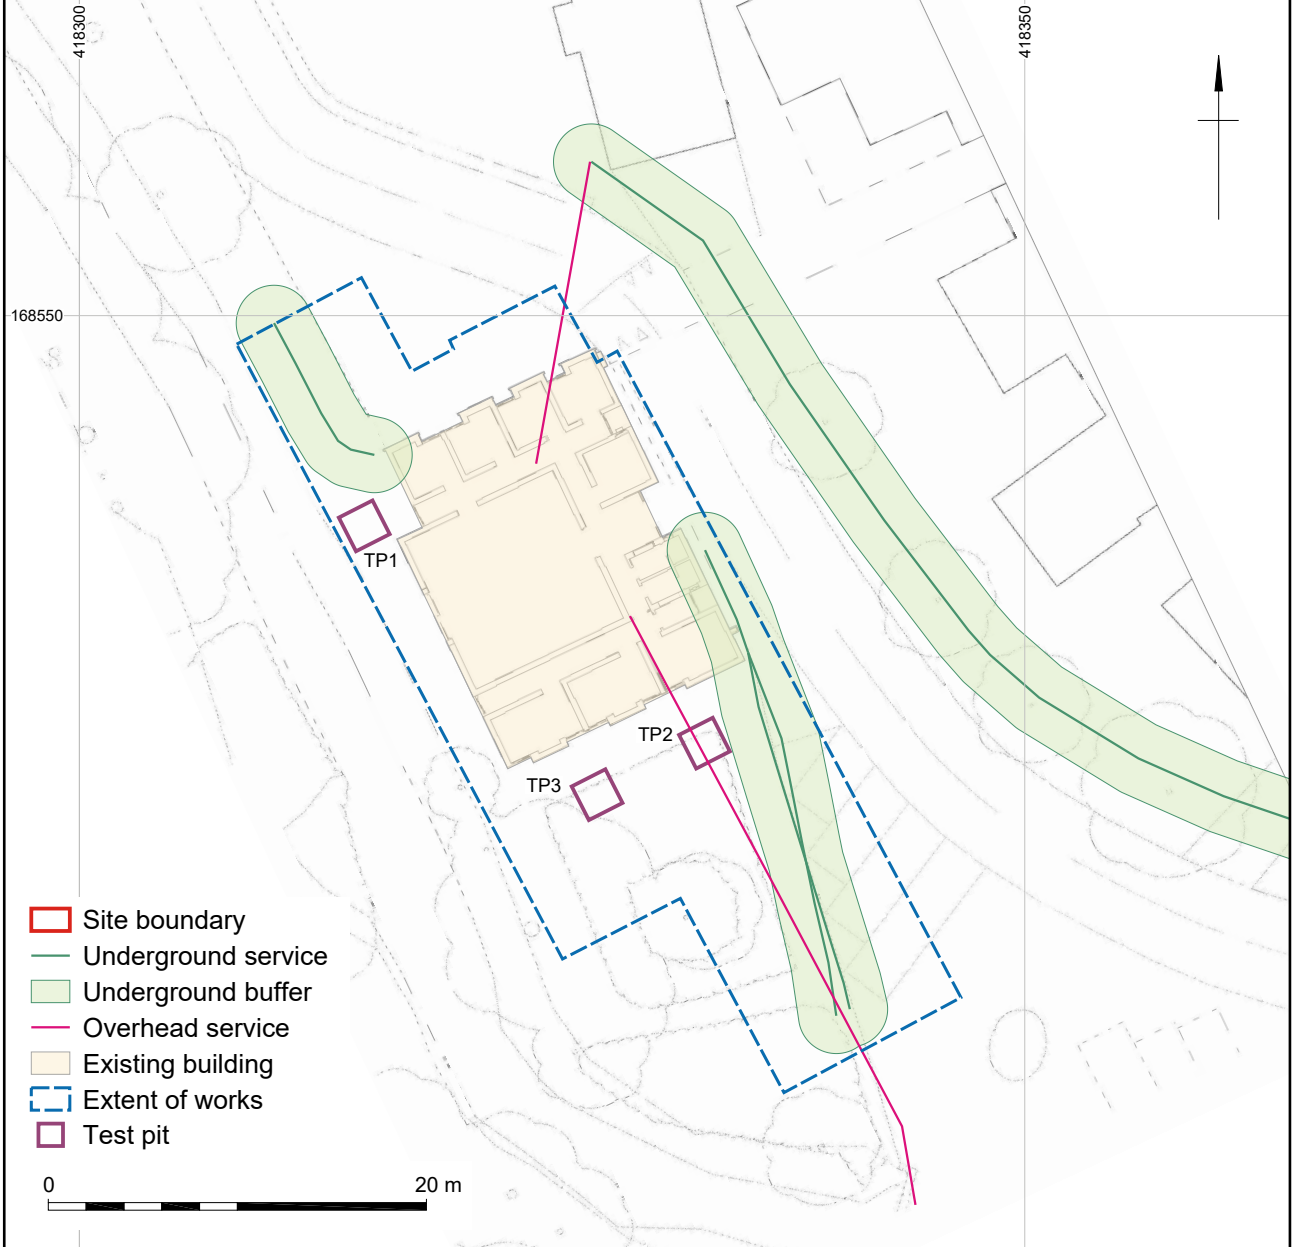 418300
418350
168550
TP1
TP2
TP3
Site boundary
Underground service
Underground buffer
Overhead service
Existing building
Extent of works
Test pit
0 20 m